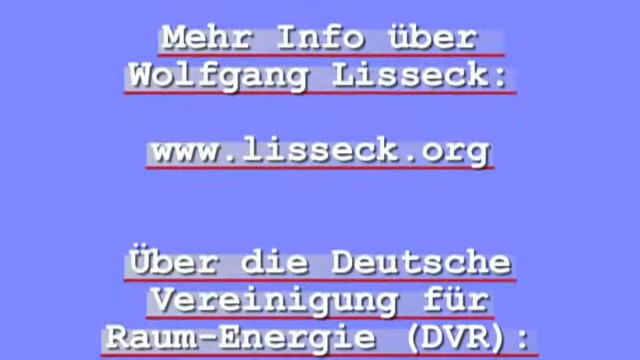 Mehr Info über
Wolfgang Lisseck:
www.lisseck.org
Über die Deutsche
Vereinigung für
Raum-Energie (DVR):